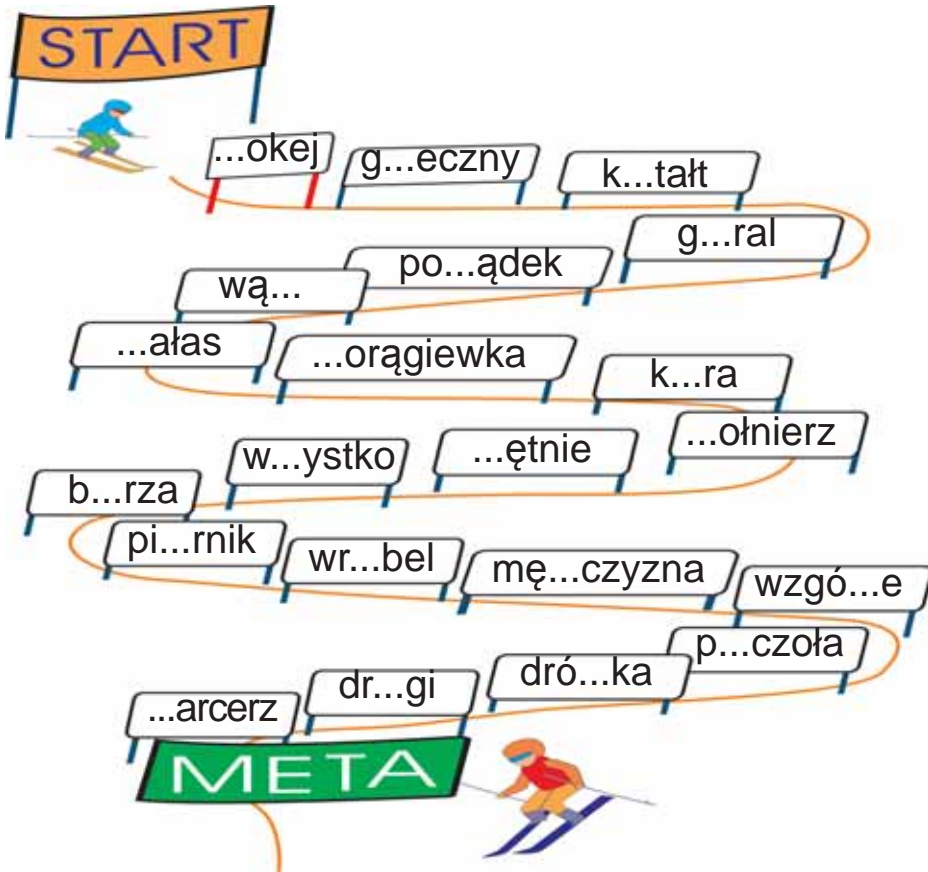 START
...okej
g...eczny
k...tałt
g...ral
po...ądek
wą...
...ałas
...orągiewka
k...ra
...ołnierz
...ętnie
w...ystko
b...rza
pi...rnik
wr...bel
mę...czyzna
wzgó...e
p...czoła
dró...ka
dr...gi
...arcerz
META